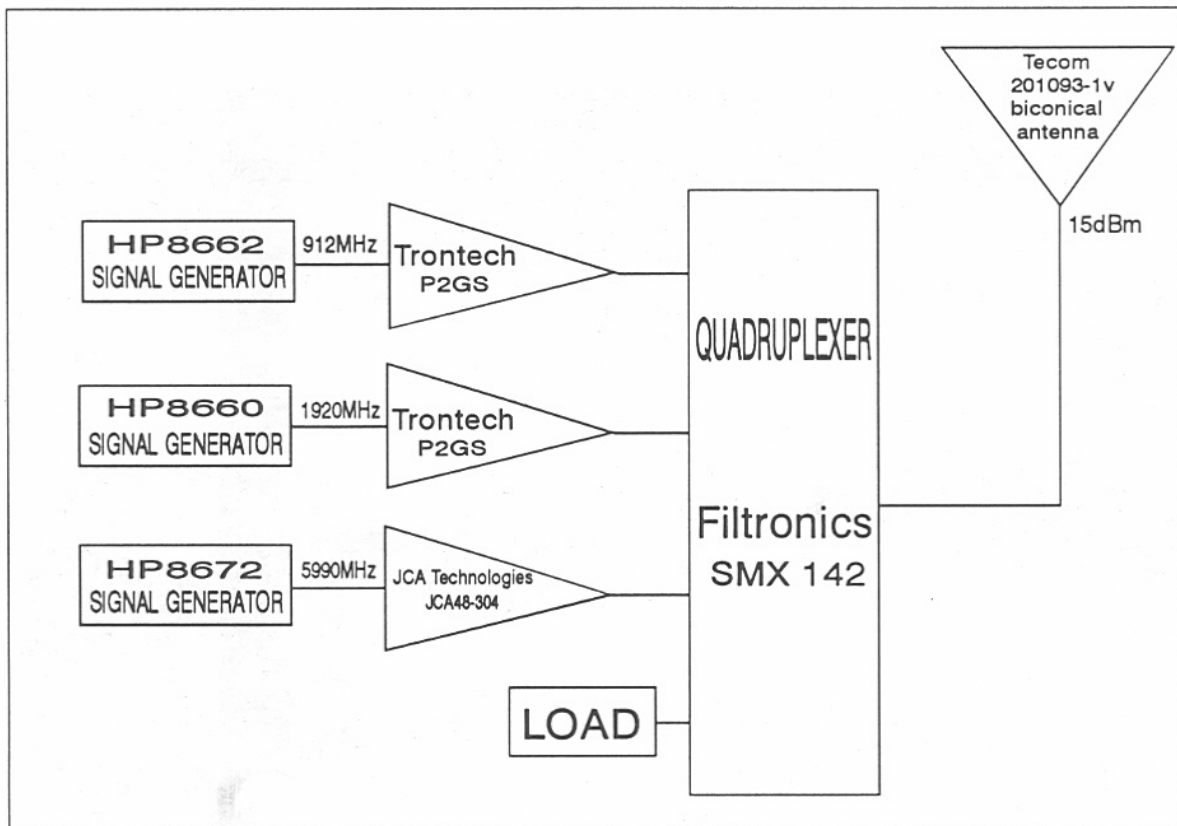 Tecom
201093-1v
biconical
antenna
15dBm
HP8662
SIGNAL GENERATOR
912MHz
Trontech
P2GS
QUADRUPLEXER
HP8660
SIGNAL GENERATOR
1920MHz
Trontech
P2GS
Filtronics
SMX 142
HP8672
SIGNAL GENERATOR
5990MHz
JCA Technologies
JCA48-304
LOAD